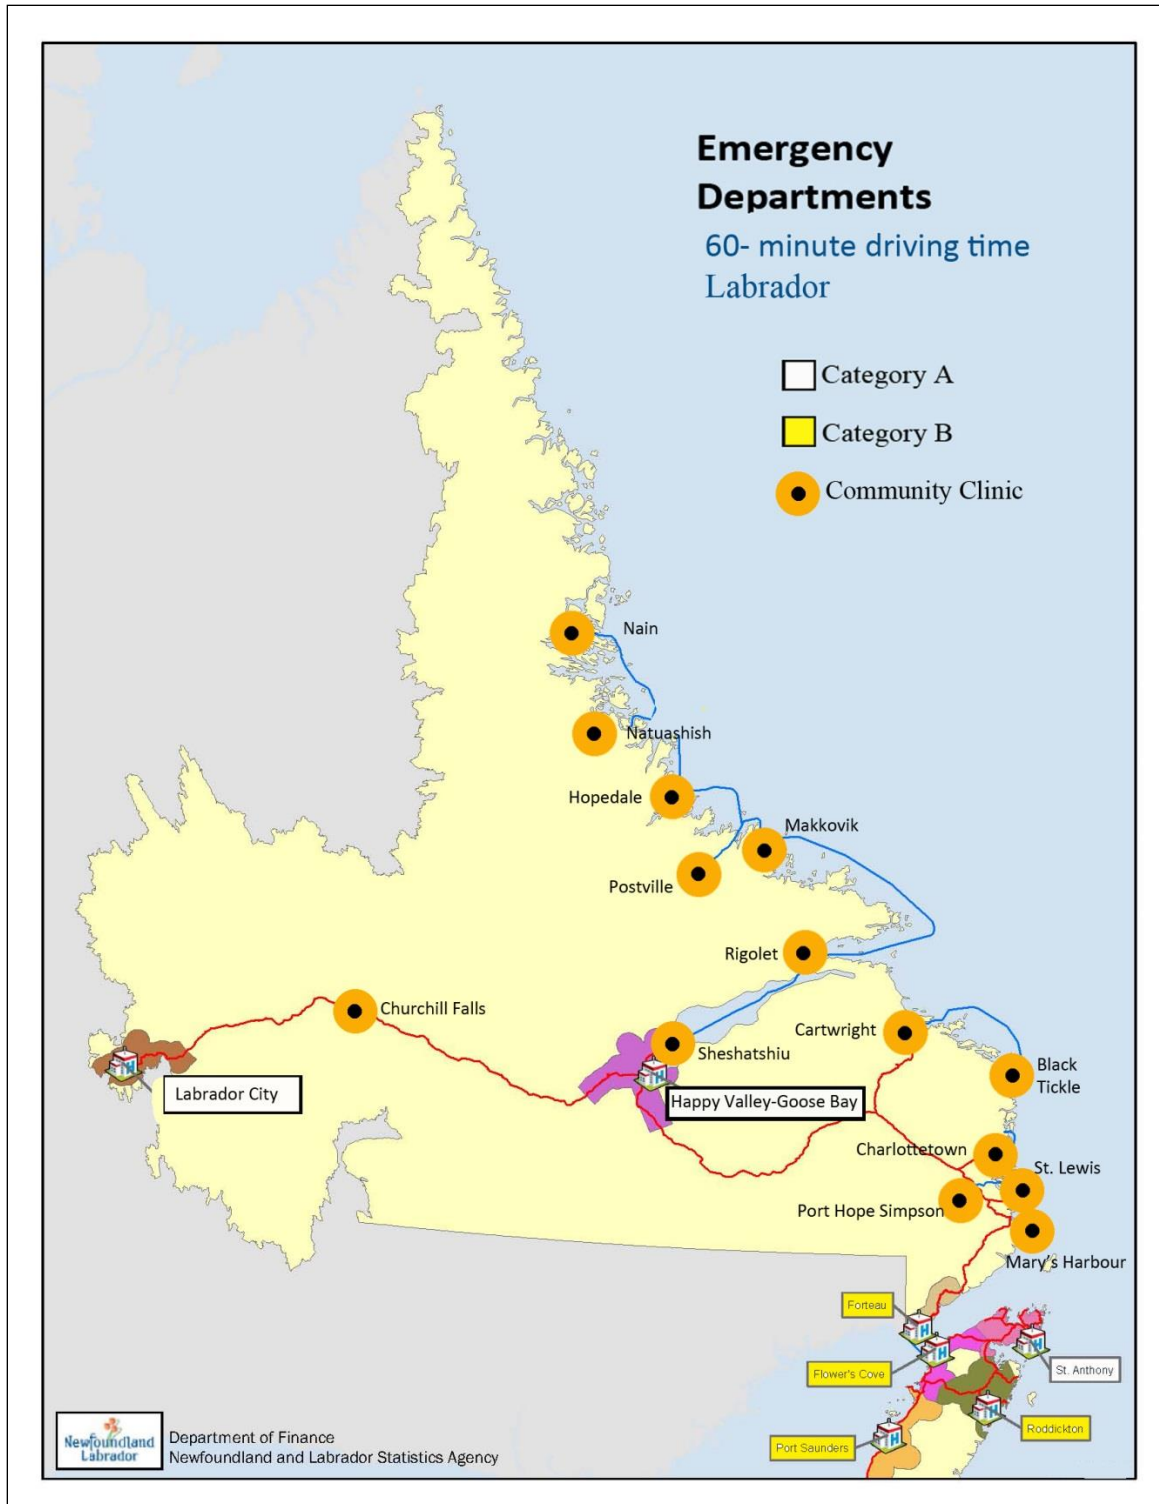 Emergency
Departments
60- minute driving time
Labrador
Category A
Category B
Community Clinic
Nain
Natuashish
Hopedale
Makkovik
Postville
Rigolet
Churchill Falls
Cartwright
Sheshatshiu
Black
Tickle
Labrador City
Happy Valley-Goose Bay
Charlottetown
St. Lewis
Port Hope Simpson
Mary's Harbour
Forteau
Flower's Cove
St. Anthony
Roddickton
Port Saunders
Newfoundland
Labrador
Department of Finance
Newfoundland and Labrador Statistics Agency
H
H
H
H
H
H
H